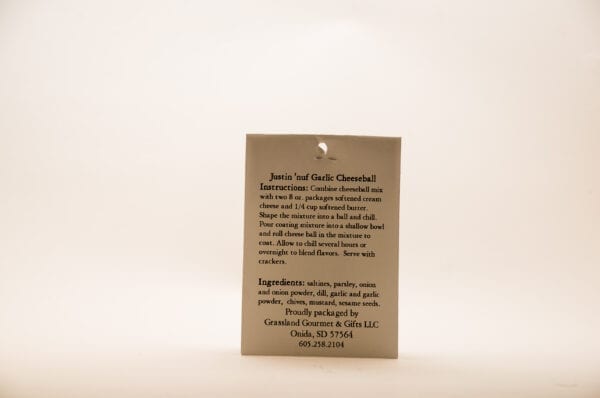 Justin 'nuf Garlic Cheeseball
Instructions: Combine cheeseball mix
with two 8 oz. packages softened cream
cheese and 1/4 cup softened butter.
Shape the mixture into a ball and chill.
Pour coating mixture into a shallow bowl
and roll cheese ball in the mixture to
coat. Allow to chill several hours or
overnight to blend flavors. Serve with
crackers.
Ingredients: saltines, parsley, onion
and onion powder, dill, garlic and garlic
powder, chives, mustard, sesame seeds.
Proudly packaged by
Grassland Gourmet & Gifts LLC
Onida, SD 57564
605.258.2104